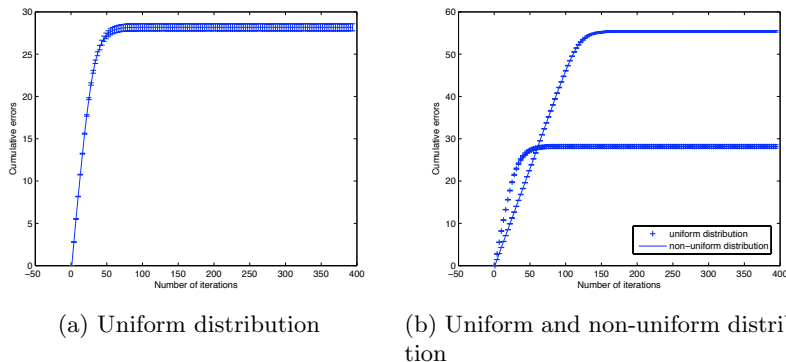 30
25
20
15
10
5
0
Cumulative errors
-50 0 50 100 150 200 250 300 350 400
Number of iterations
(a) Uniform distribution
60
50
40
30
20
10
0
Cumulative errors
uniform distribution
non-uniform distribution
-50 0 50 100 150 200 250 300 350 400
Number of iterations
(b) Uniform and non-uniform distri
tion